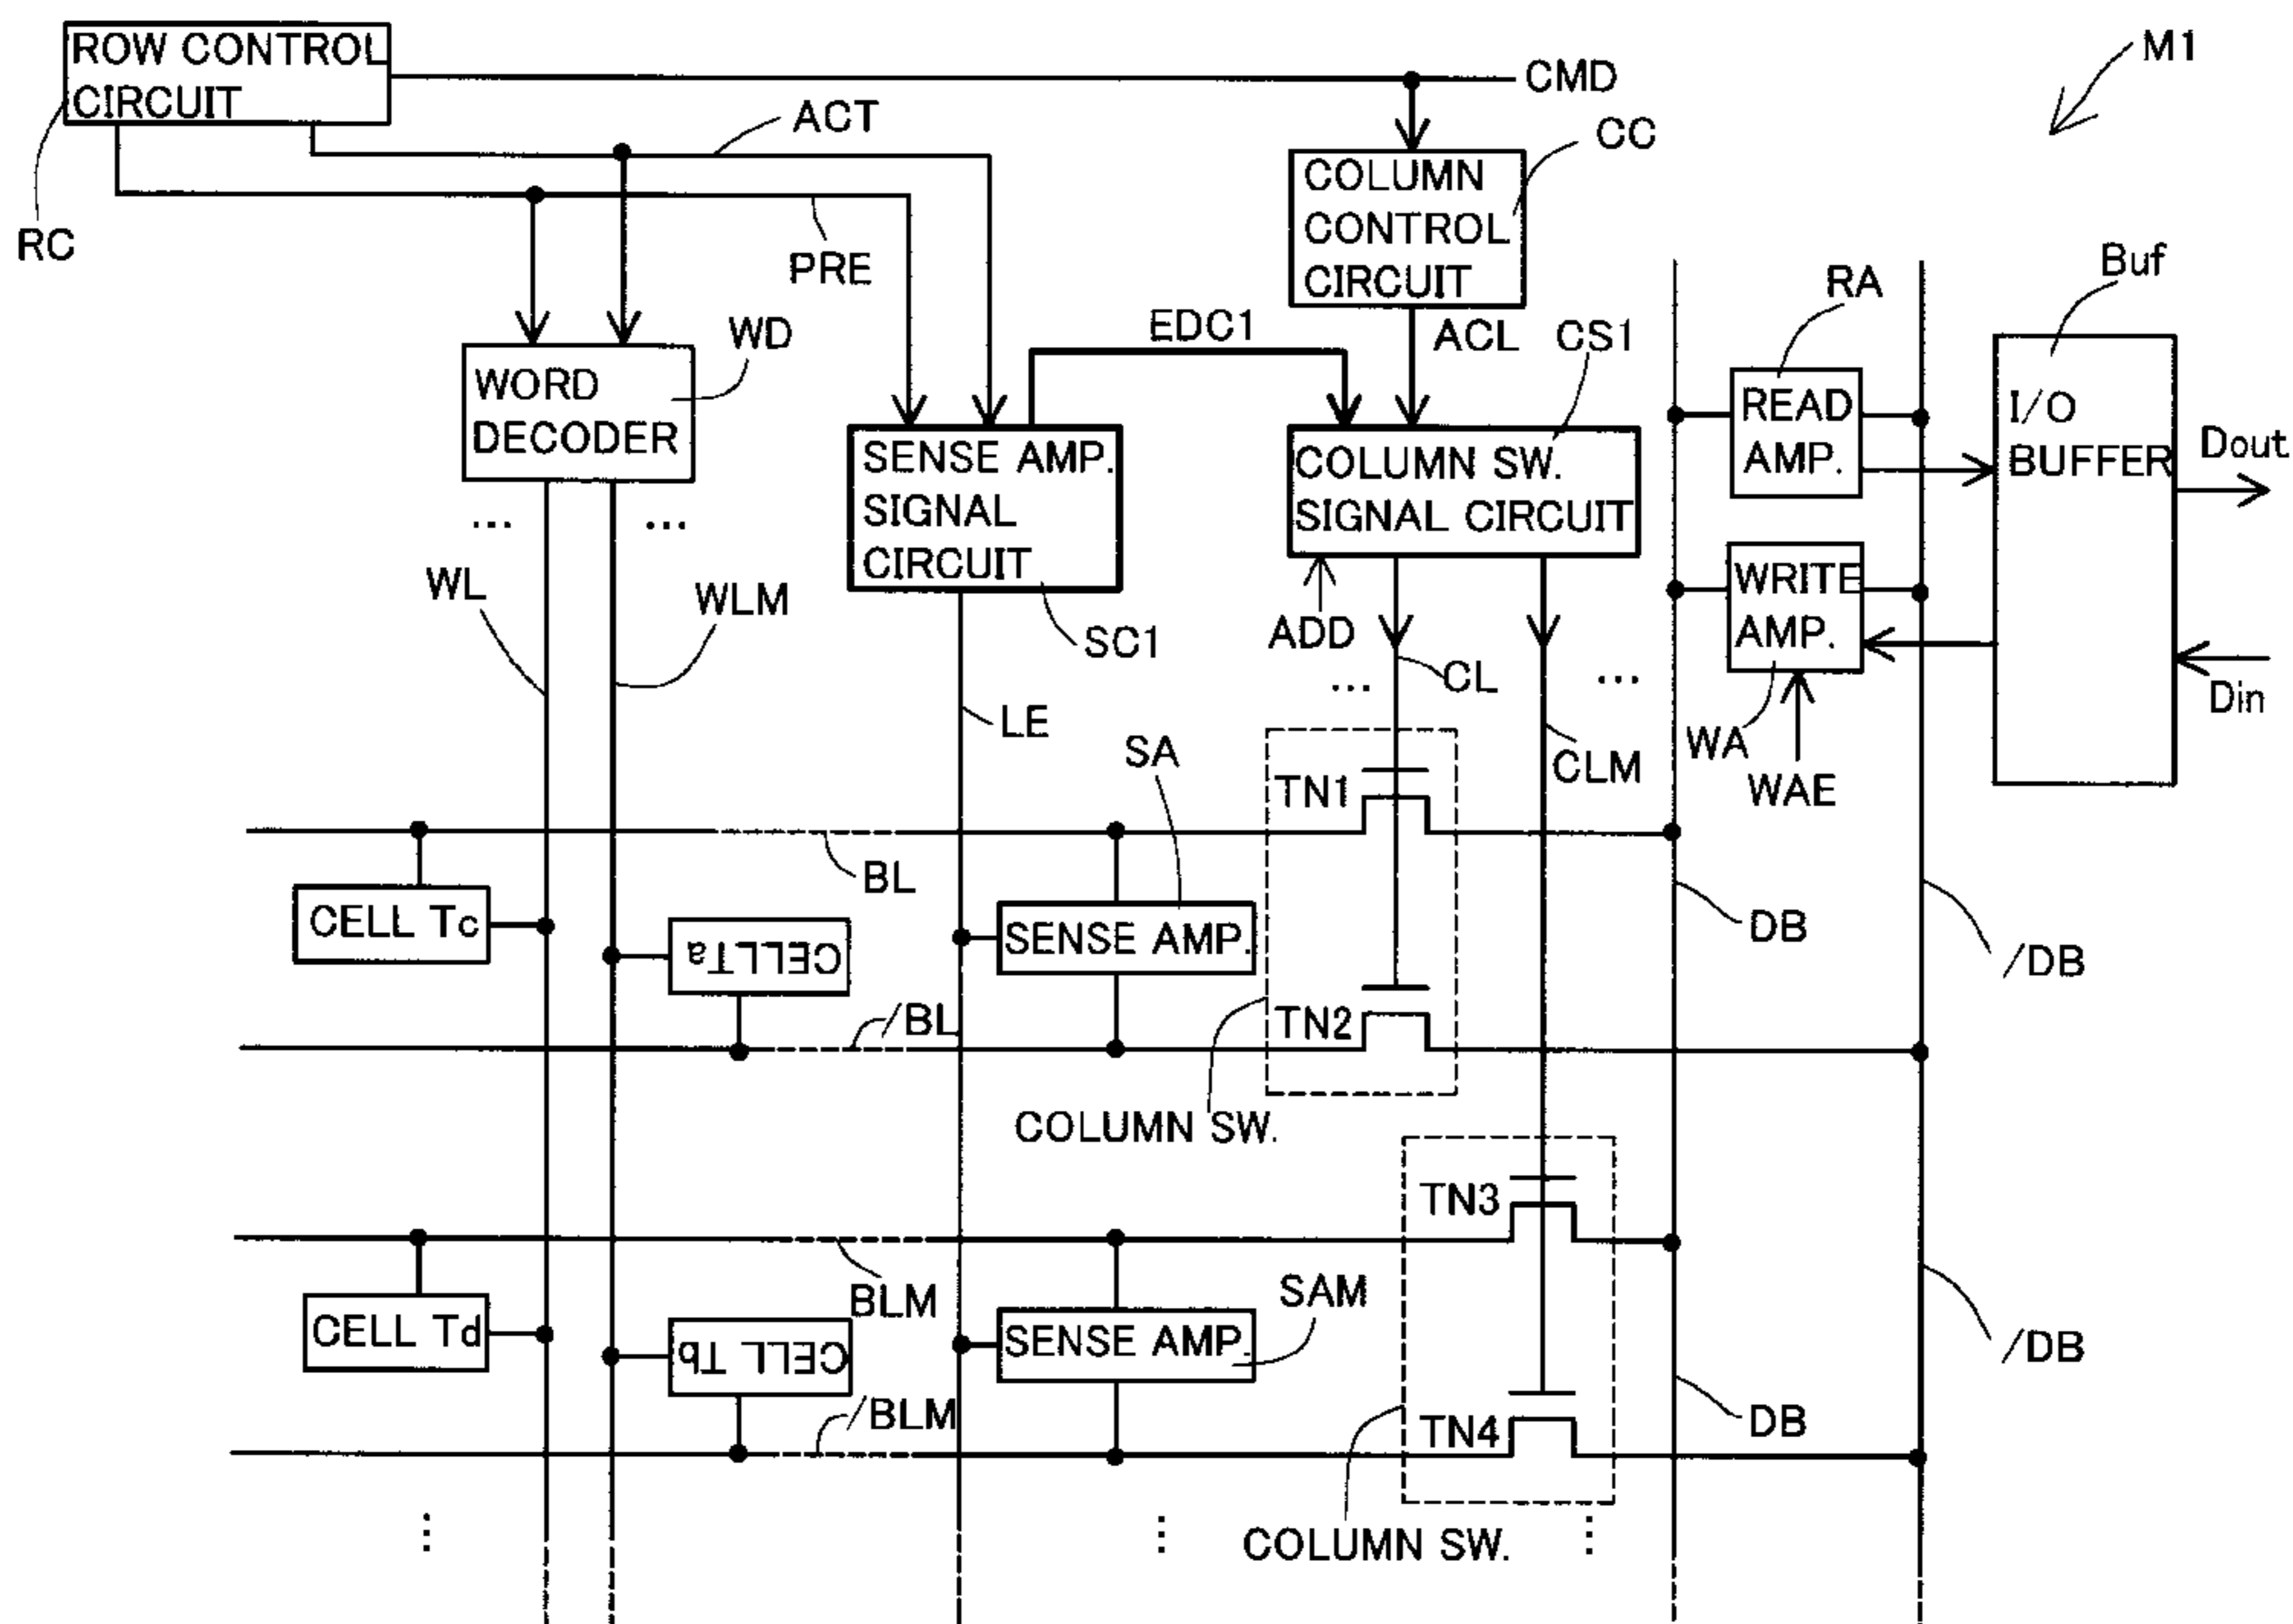 ROW CONTROL
CIRCUIT
CMD
M1
ACT
CC
RC
PRE
COLUMN
CONTROL
CIRCUIT
RA
Buf
WD
EDC1
ACL
CS1
WORD
DECODER
READ
AMP.
I/O
BUFFER
Dout
SENSE AMP.
SIGNAL
CIRCUIT
COLUMN SW.
SIGNAL CIRCUIT
...
...
WL
WLM
SC1
ADD
WRITE
AMP.
CL
...
...
Din
LE
SA
CLM
WA
WAE
TN1
BL
CELL Tc
CELLTa
SENSE AMP.
DB
/DB
/BL
TN2
COLUMN SW.
TN3
BLM
SAM
CELL Td
CELL Tb
SENSE AMP.
/DB
/BLM
TN4
DB
COLUMN SW.